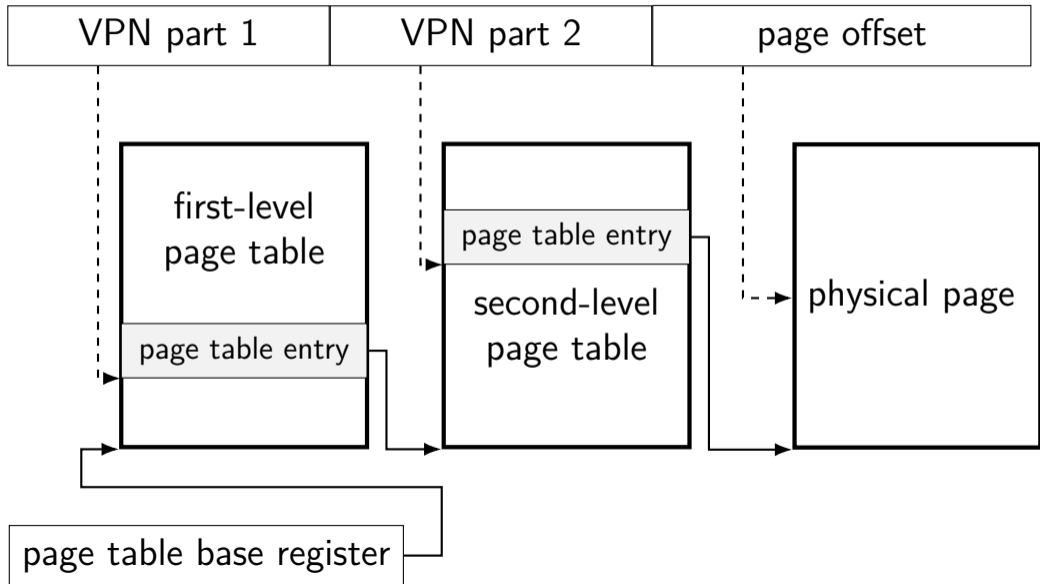 VPN part 1
VPN part 2
page offset
first-level
page table
page table entry
page table entry
second-level
page table
physical page
page table base register